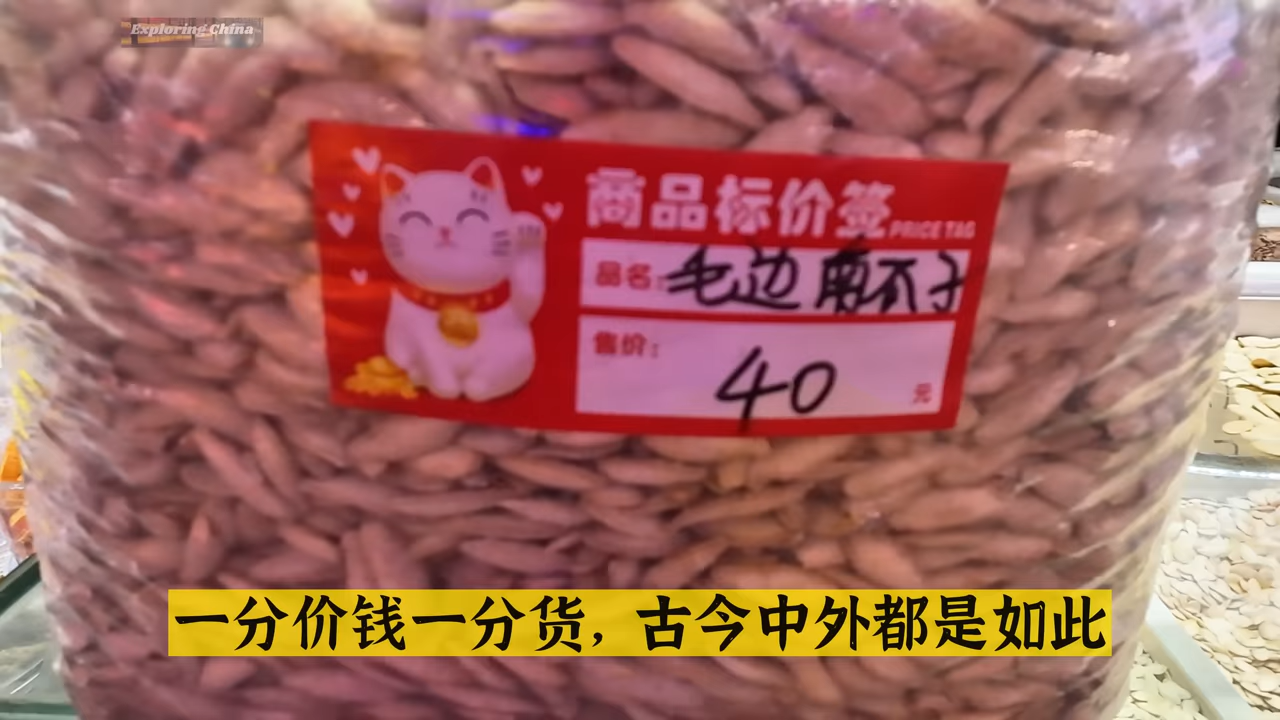 Exploring China
商品标价签 PRICE TAG
品名：毛边南瓜子
售价：
40 元
一分价钱一分货，古今中外都是如此